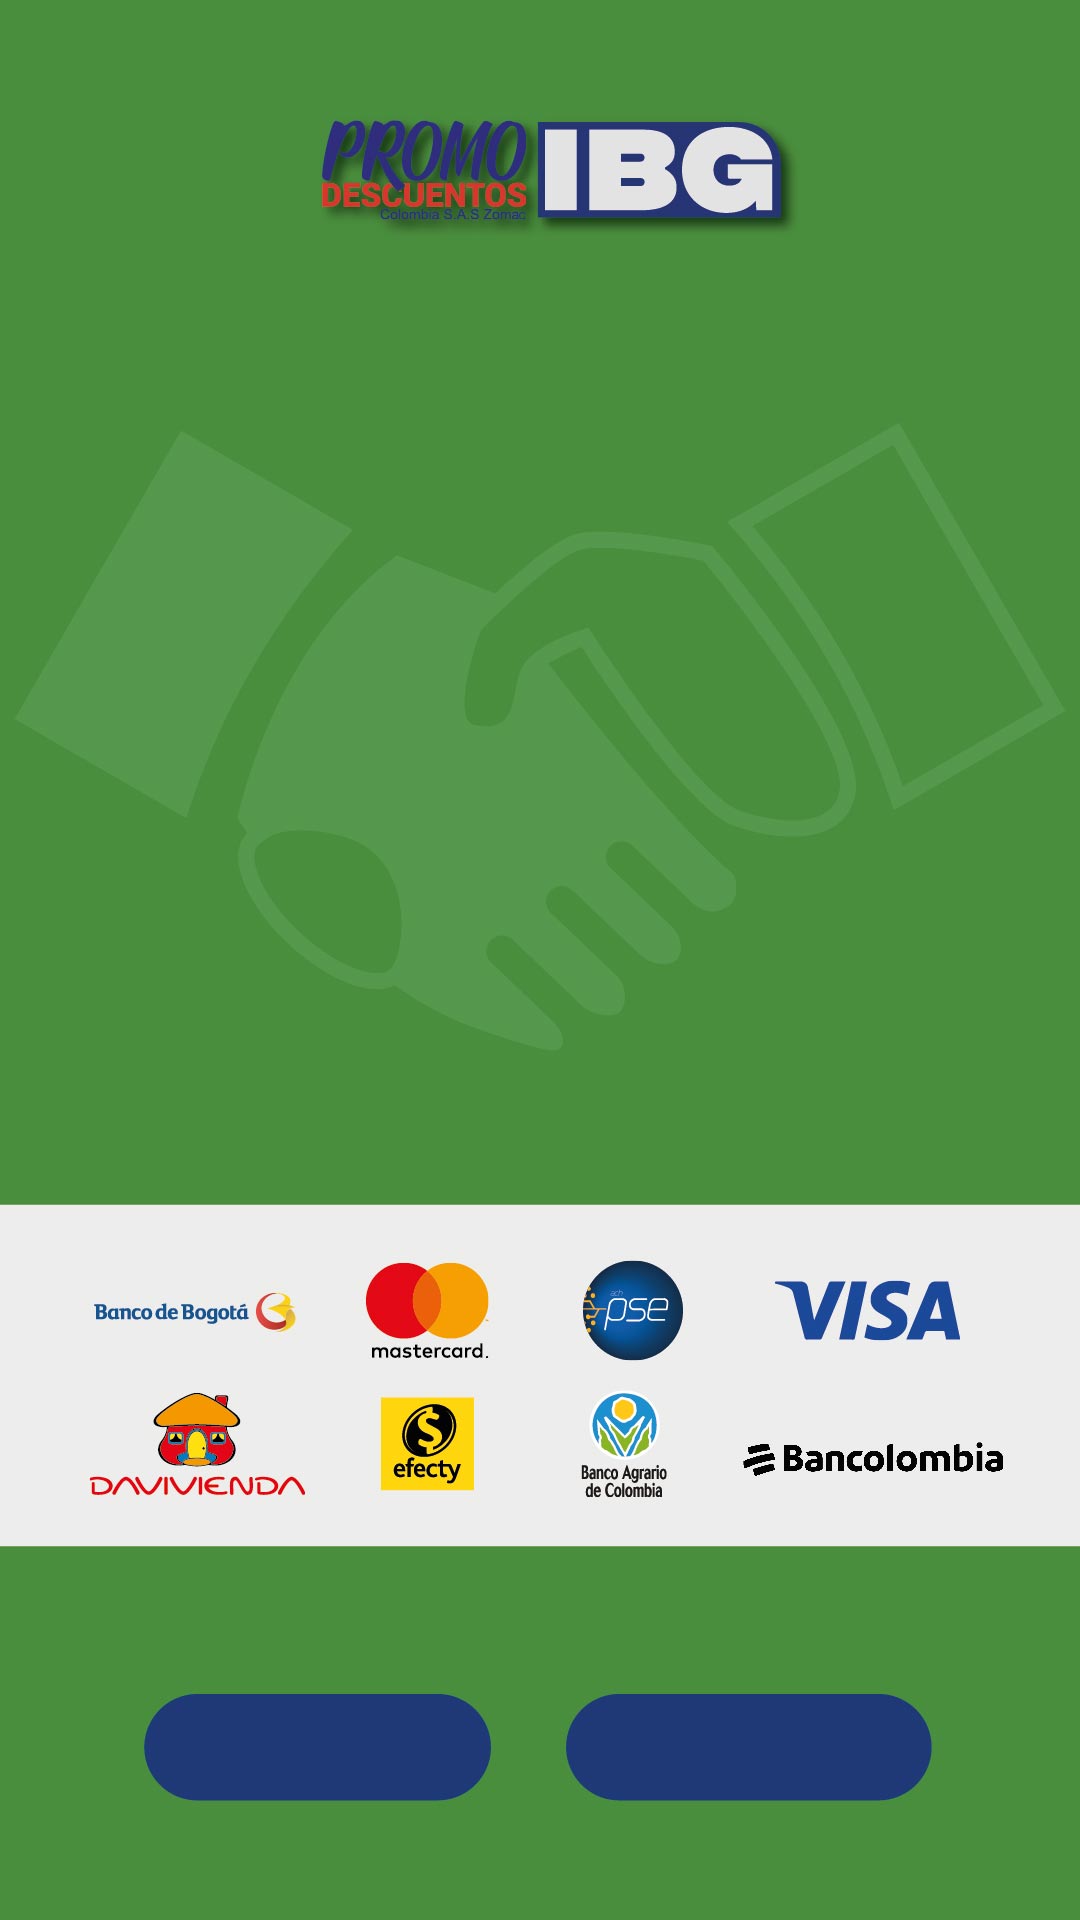 PROMO
DESCUENTOS
Colombia S.A.S Zomac
IBG
Banco de Bogotá
mastercard.
ach
pse
VISA
DAVIVIENDA
$
efecty
Banco Agrario
de Colombia
Bancolombia